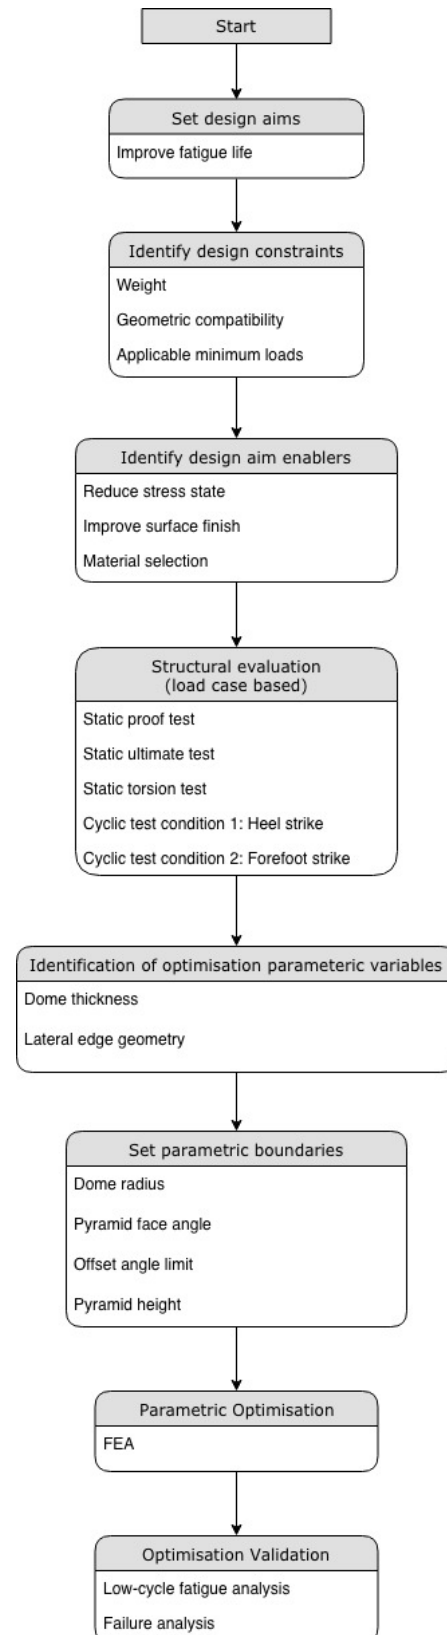 Start
Set design aims
Improve fatigue life
Identify design constraints
Weight
Geometric compatibility
Applicable minimum loads
Identify design aim enablers
Reduce stress state
Improve surface finish
Material selection
Structural evaluation
(load case based)
Static proof test
Static ultimate test
Static torsion test
Cyclic test condition 1: Heel strike
Cyclic test condition 2: Forefoot strike
Identification of optimisation parameteric variables
Dome thickness
Lateral edge geometry
Set parametric boundaries
Dome radius
Pyramid face angle
Offset angle limit
Pyramid height
Parametric Optimisation
FEA
Optimisation Validation
Low-cycle fatigue analysis
Failure analysis